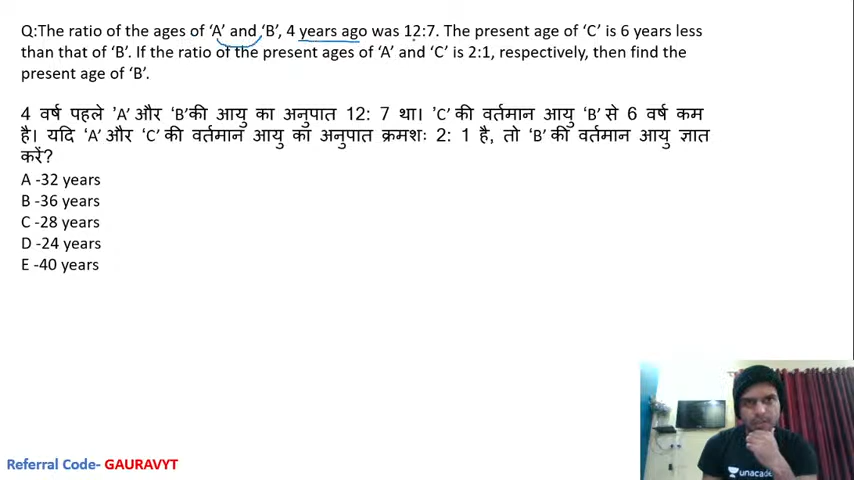 Q:The ratio of the ages of ‘A’ and ‘B’, 4 years ago was 12:7. The present age of ‘C’ is 6 years less
than that of ‘B’. If the ratio of the present ages of ‘A’ and ‘C’ is 2:1, respectively, then find the
present age of ‘B’.
4 वर्ष पहले 'A’ और ‘B’की आयु का अनुपात 12: 7 था। 'C’ की वर्तमान आयु ‘B’ से 6 वर्ष कम
है। यदि ‘A’ और ‘C’ की वर्तमान आयु का अनुपात क्रमशः 2: 1 है, तो ‘B’ की वर्तमान आयु ज्ञात
करें?
A -32 years
B -36 years
C -28 years
D -24 years
E -40 years
unacade
Referral Code- GAURAVYT